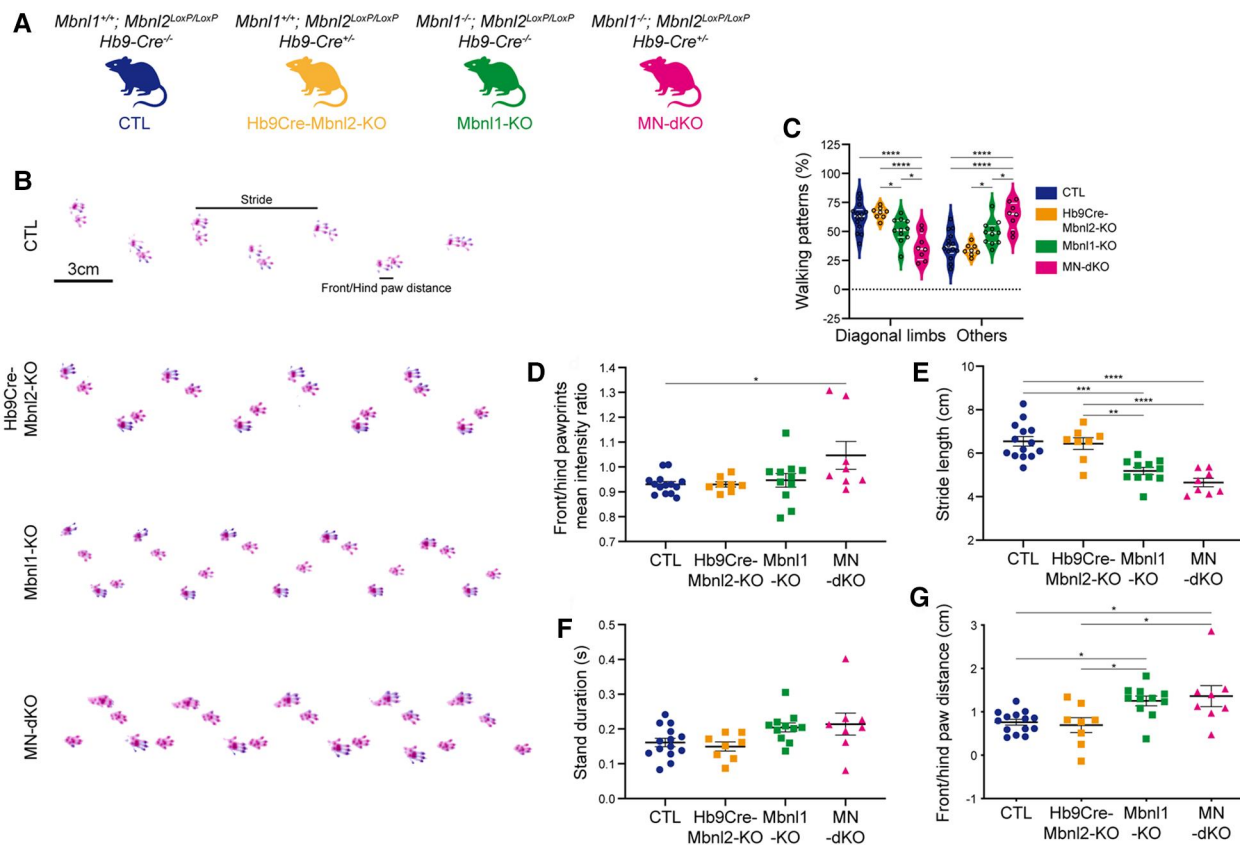 A
Mbnl1+/+; Mbnl2LoxP/LoxP
Hb9-Cre-/-
CTL
Mbnl1+/+; Mbnl2LoxP/LoxP
Hb9-Cre+/-
Hb9Cre-Mbnl2-KO
Mbnl1-/-; Mbnl2LoxP/LoxP
Hb9-Cre-/-
Mbnl1-KO
Mbnl1-/-; Mbnl2LoxP/LoxP
Hb9-Cre+/-
MN-dKO
B
CTL
Stride
3cm
Front/Hind paw distance
Hb9Cre-
Mbnl2-KO
Mbnl1-KO
MN-dKO
C
Walking patterns (%)
125
100
75
50
25
0
-25
****
****
*
*
****
****
*
*
Diagonal limbs
Others
CTL
Hb9Cre-
Mbnl2-KO
Mbnl1-KO
MN-dKO
D
Front/hind pawprints
mean intensity ratio
1.4
1.3
1.2
1.1
1.0
0.9
0.8
0.7
*
CTL
Hb9Cre-
Mbnl2-KO
Mbnl1
-KO
MN
-dKO
E
Stride length (cm)
10
8
6
4
2
****
***
****
**
CTL
Hb9Cre-
Mbnl2-KO
Mbnl1
-KO
MN
-dKO
F
Stand duration (s)
0.5
0.4
0.3
0.2
0.1
0.0
CTL
Hb9Cre-
Mbnl2-KO
Mbnl1
-KO
MN
-dKO
G
Front/hind paw distance (cm)
3
2
1
0
-1
*
*
*
*
CTL
Hb9Cre-
Mbnl2-KO
Mbnl1
-KO
MN
-dKO